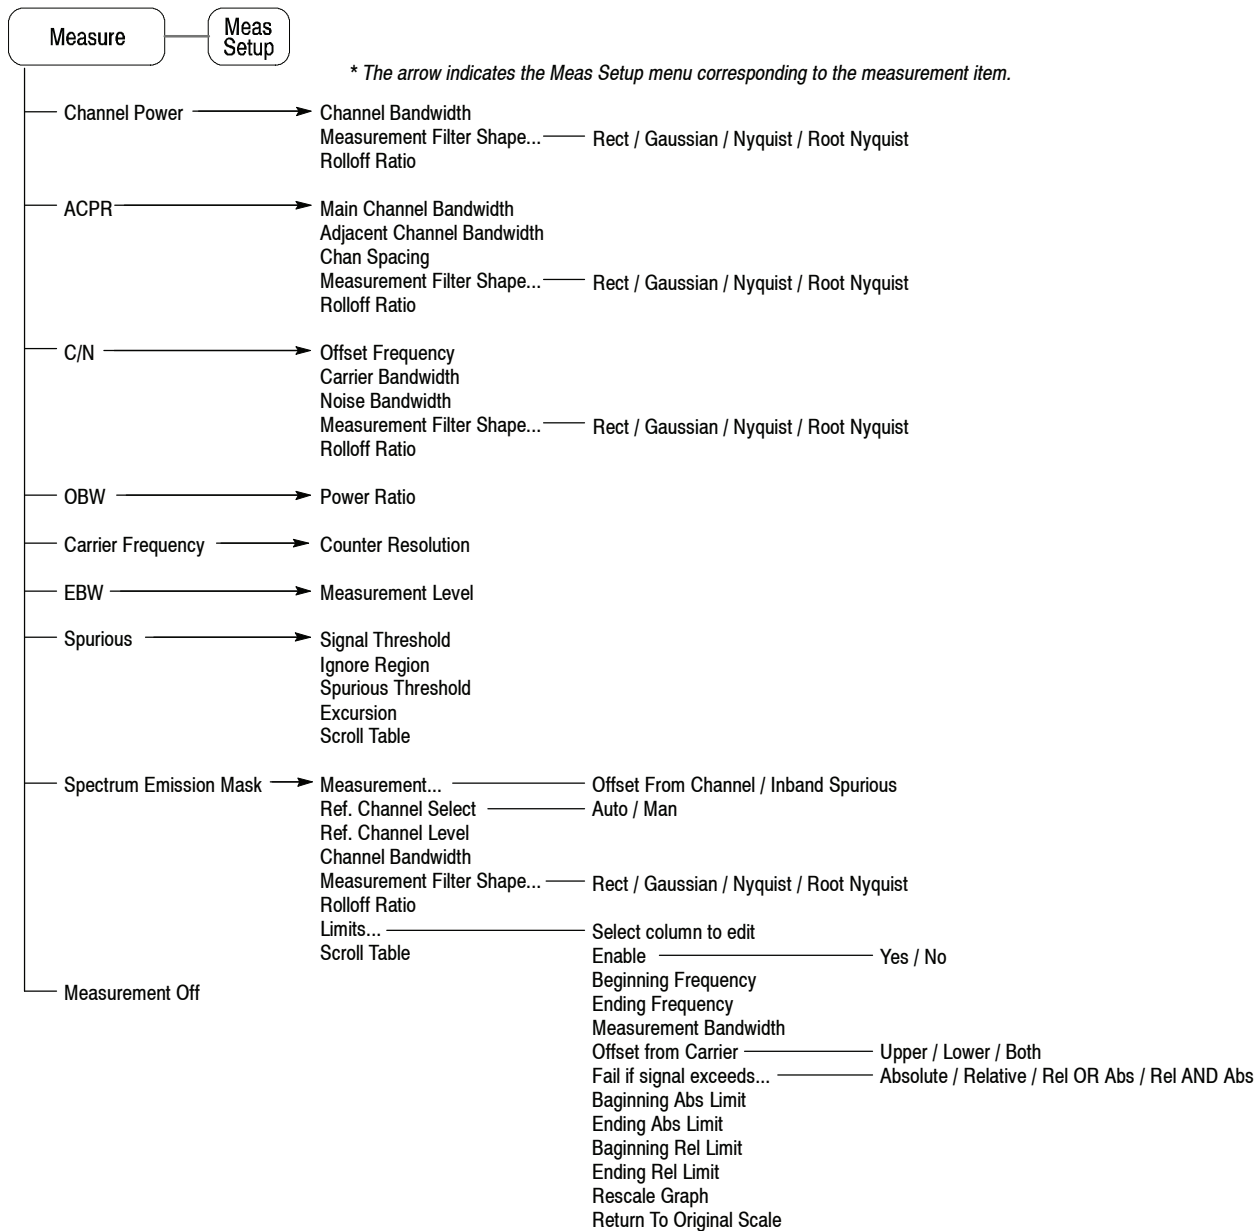 Measure
Meas
Setup
* The arrow indicates the Meas Setup menu corresponding to the measurement item.
Channel Power
Channel Bandwidth
Measurement Filter Shape... Rect / Gaussian / Nyquist / Root Nyquist
Rolloff Ratio
ACPR
Main Channel Bandwidth
Adjacent Channel Bandwidth
Chan Spacing
Measurement Filter Shape... Rect / Gaussian / Nyquist / Root Nyquist
Rolloff Ratio
C/N
Offset Frequency
Carrier Bandwidth
Noise Bandwidth
Measurement Filter Shape... Rect / Gaussian / Nyquist / Root Nyquist
Rolloff Ratio
OBW
Power Ratio
Carrier Frequency
Counter Resolution
EBW
Measurement Level
Spurious
Signal Threshold
Ignore Region
Spurious Threshold
Excursion
Scroll Table
Spectrum Emission Mask
Measurement... Offset From Channel / Inband Spurious
Ref. Channel Select Auto / Man
Ref. Channel Level
Channel Bandwidth
Measurement Filter Shape... Rect / Gaussian / Nyquist / Root Nyquist
Rolloff Ratio
Limits... Select column to edit
Scroll Table
Enable Yes / No
Beginning Frequency
Ending Frequency
Measurement Bandwidth
Offset from Carrier Upper / Lower / Both
Fail if signal exceeds... Absolute / Relative / Rel OR Abs / Rel AND Abs
Baginning Abs Limit
Ending Abs Limit
Baginning Rel Limit
Ending Rel Limit
Rescale Graph
Return To Original Scale
Measurement Off